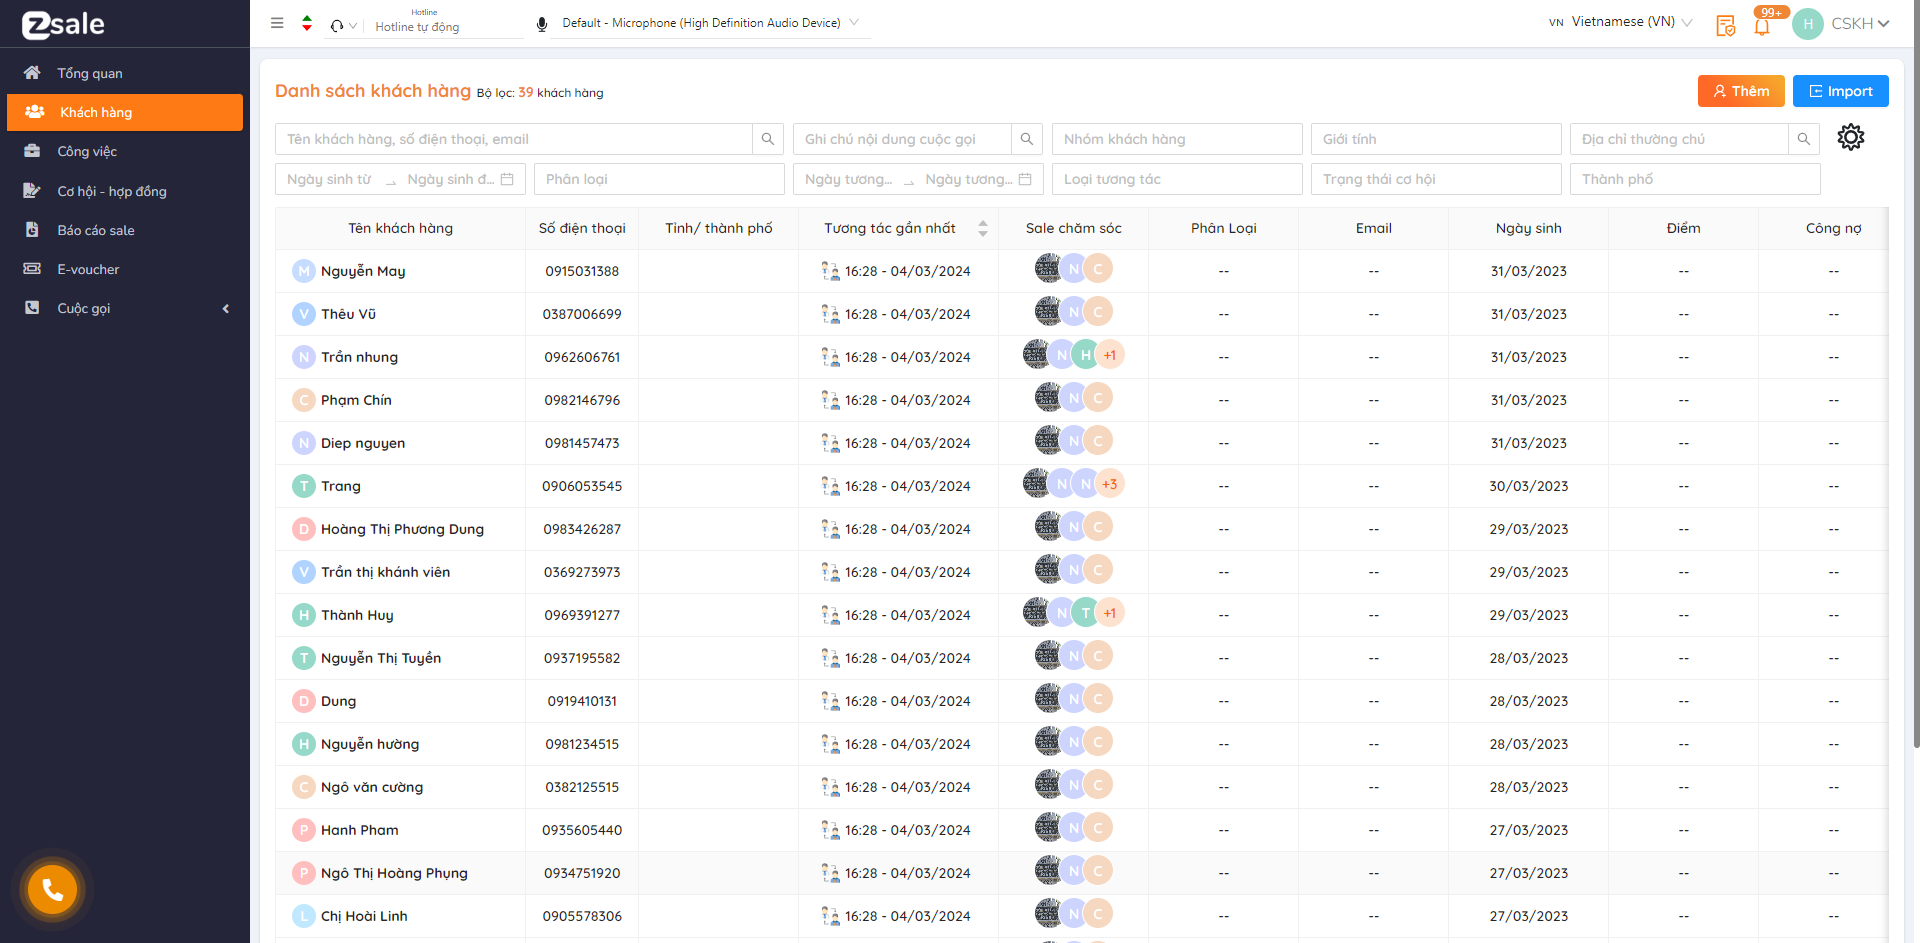 Zsale
Hotline
Hotline tự động
Default - Microphone (High Definition Audio Device)
VN Vietnamese (VN)
99+
H CSKH
Tổng quan
Khách hàng
Công việc
Cơ hội - hợp đồng
Báo cáo sale
E-voucher
Cuộc gọi
Danh sách khách hàng Bộ lọc: 39 khách hàng
Thêm
Import
Tên khách hàng, số điện thoại, email
Ghi chú nội dung cuộc gọi
Nhóm khách hàng
Giới tính
Địa chỉ thường chú
Ngày sinh từ → Ngày sinh đ...
Phân loại
Ngày tương... → Ngày tương...
Loại tương tác
Trạng thái cơ hội
Thành phố
Tên khách hàng Số điện thoại Tỉnh/ thành phố Tương tác gần nhất Sale chăm sóc Phân Loại Email Ngày sinh Điểm Công nợ
M Nguyễn May 0915031388 16:28 - 04/03/2024 N C -- -- 31/03/2023 -- --
V Thêu Vũ 0387006699 16:28 - 04/03/2024 N C -- -- 31/03/2023 -- --
N Trần nhung 0962606761 16:28 - 04/03/2024 N H +1 -- -- 31/03/2023 -- --
C Phạm Chín 0982146796 16:28 - 04/03/2024 N C -- -- 31/03/2023 -- --
N Diep nguyen 0981457473 16:28 - 04/03/2024 N C -- -- 31/03/2023 -- --
T Trang 0906053545 16:28 - 04/03/2024 N N +3 -- -- 30/03/2023 -- --
D Hoàng Thị Phương Dung 0983426287 16:28 - 04/03/2024 N C -- -- 29/03/2023 -- --
V Trần thị khánh viên 0369273973 16:28 - 04/03/2024 N C -- -- 29/03/2023 -- --
H Thành Huy 0969391277 16:28 - 04/03/2024 N T +1 -- -- 29/03/2023 -- --
T Nguyễn Thị Tuyền 0937195582 16:28 - 04/03/2024 N C -- -- 28/03/2023 -- --
D Dung 0919410131 16:28 - 04/03/2024 N C -- -- 28/03/2023 -- --
H Nguyễn hường 0981234515 16:28 - 04/03/2024 N C -- -- 28/03/2023 -- --
C Ngô văn cường 0382125515 16:28 - 04/03/2024 N C -- -- 28/03/2023 -- --
P Hanh Pham 0935605440 16:28 - 04/03/2024 N C -- -- 27/03/2023 -- --
P Ngô Thị Hoàng Phụng 0934751920 16:28 - 04/03/2024 N C -- -- 27/03/2023 -- --
L Chị Hoài Linh 0905578306 16:28 - 04/03/2024 N C -- -- 27/03/2023 -- --